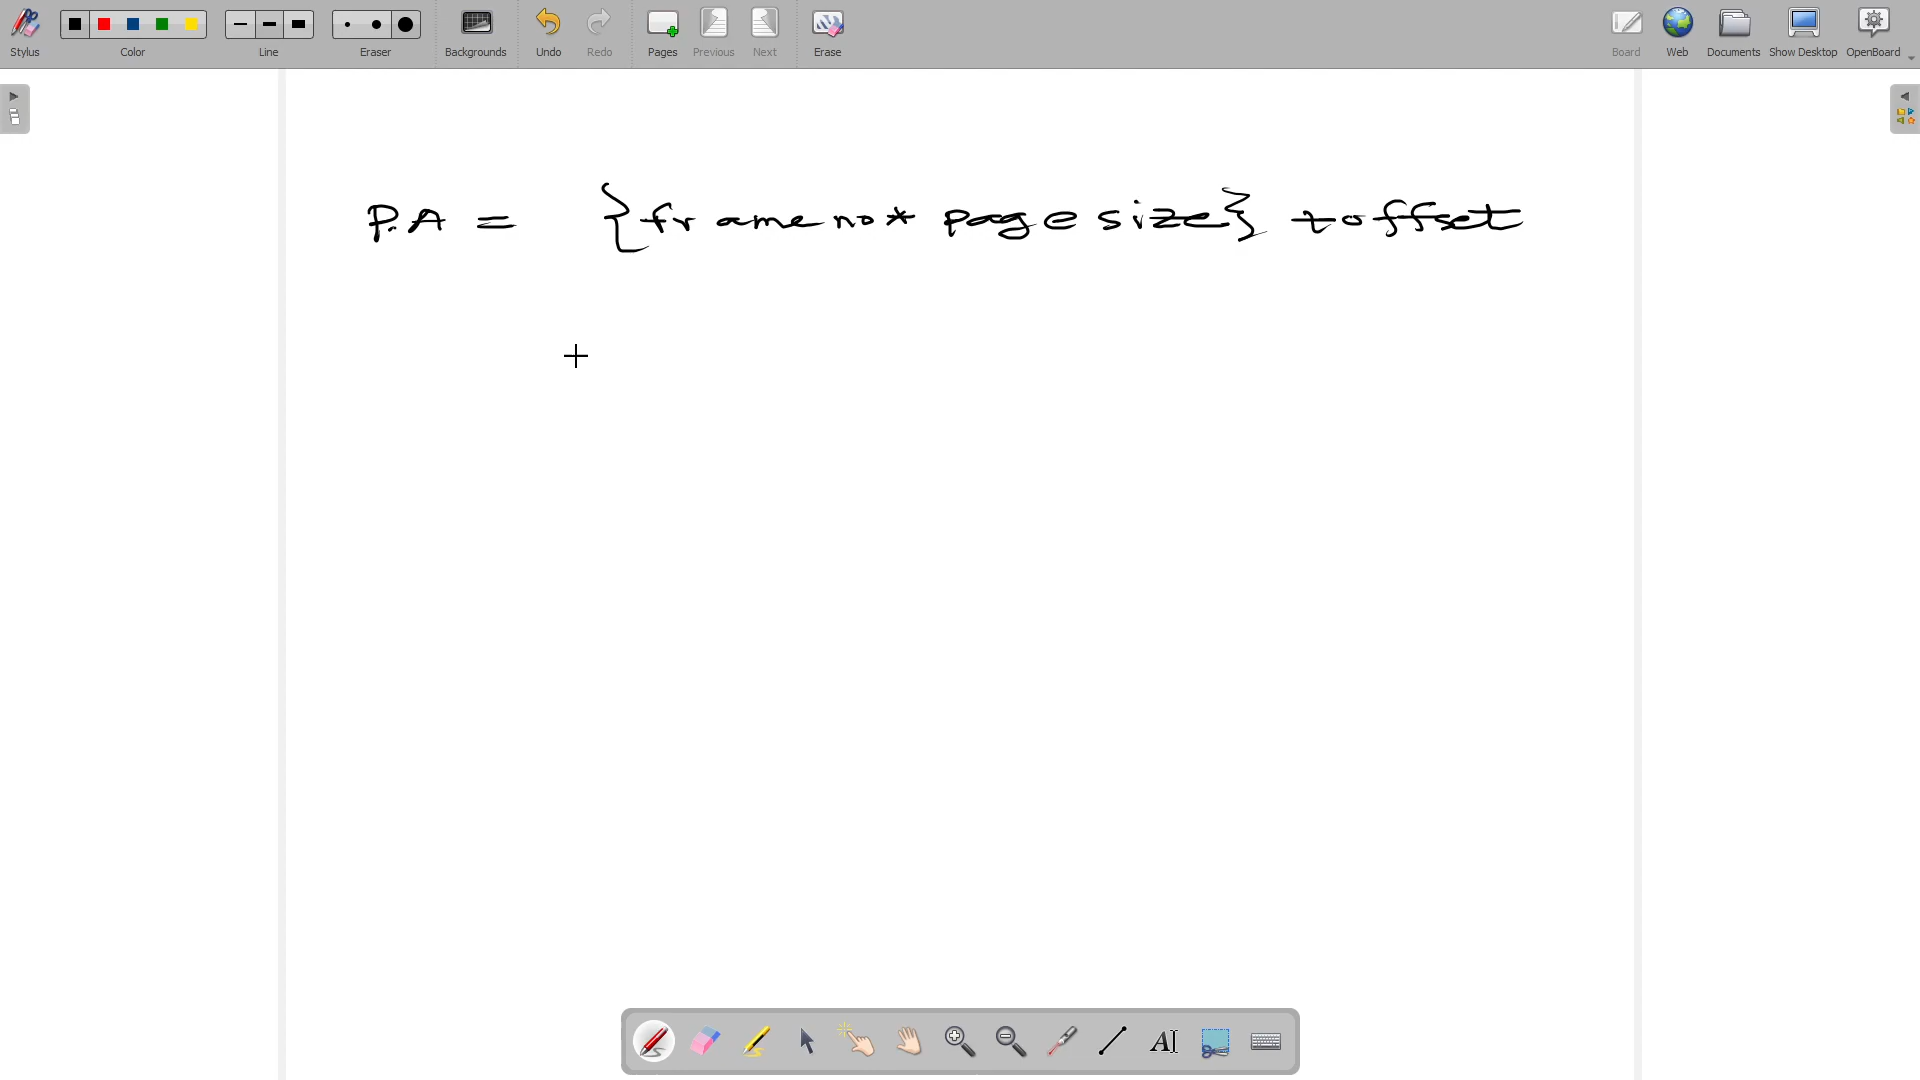 Stylus Color Line Eraser Backgrounds Undo Redo Pages Previous Next Erase Board Web Documents Show Desktop OpenBoard
P.A = {frame no * page size} + offset
A